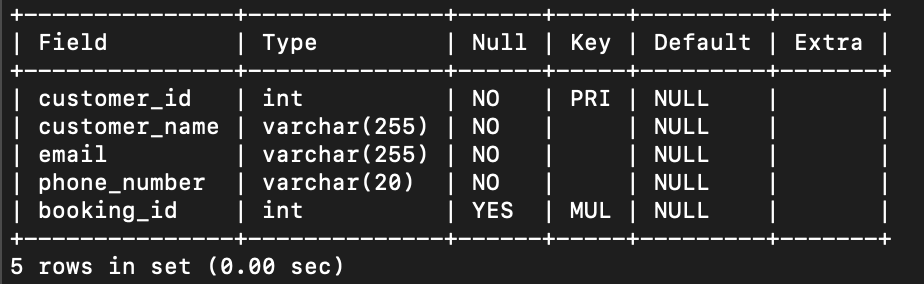 +---------------+--------------+------+-----+---------+-------+
| Field         | Type         | Null | Key | Default | Extra |
+---------------+--------------+------+-----+---------+-------+
| customer_id   | int          | NO   | PRI | NULL    |       |
| customer_name | varchar(255) | NO   |     | NULL    |       |
| email         | varchar(255) | NO   |     | NULL    |       |
| phone_number  | varchar(20)  | NO   |     | NULL    |       |
| booking_id    | int          | YES  | MUL | NULL    |       |
+---------------+--------------+------+-----+---------+-------+
5 rows in set (0.00 sec)